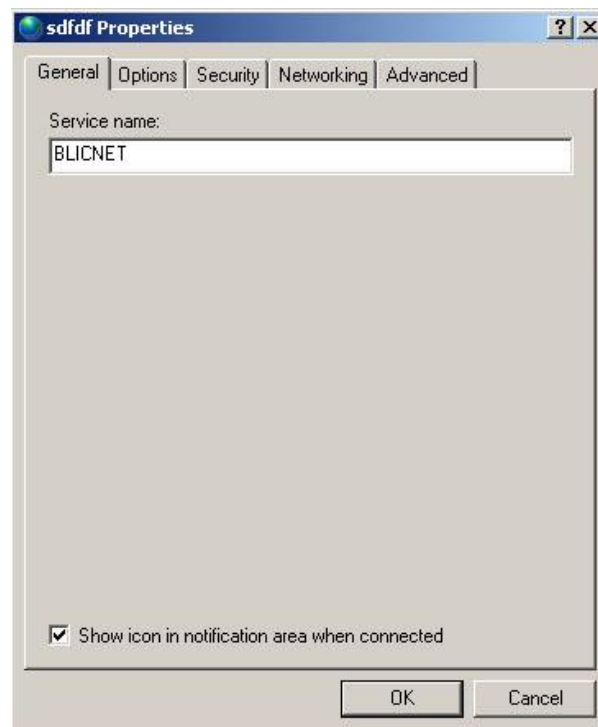 sdfdf Properties
General Options Security Networking Advanced
Service name:
BLICNET
Show icon in notification area when connected
OK Cancel